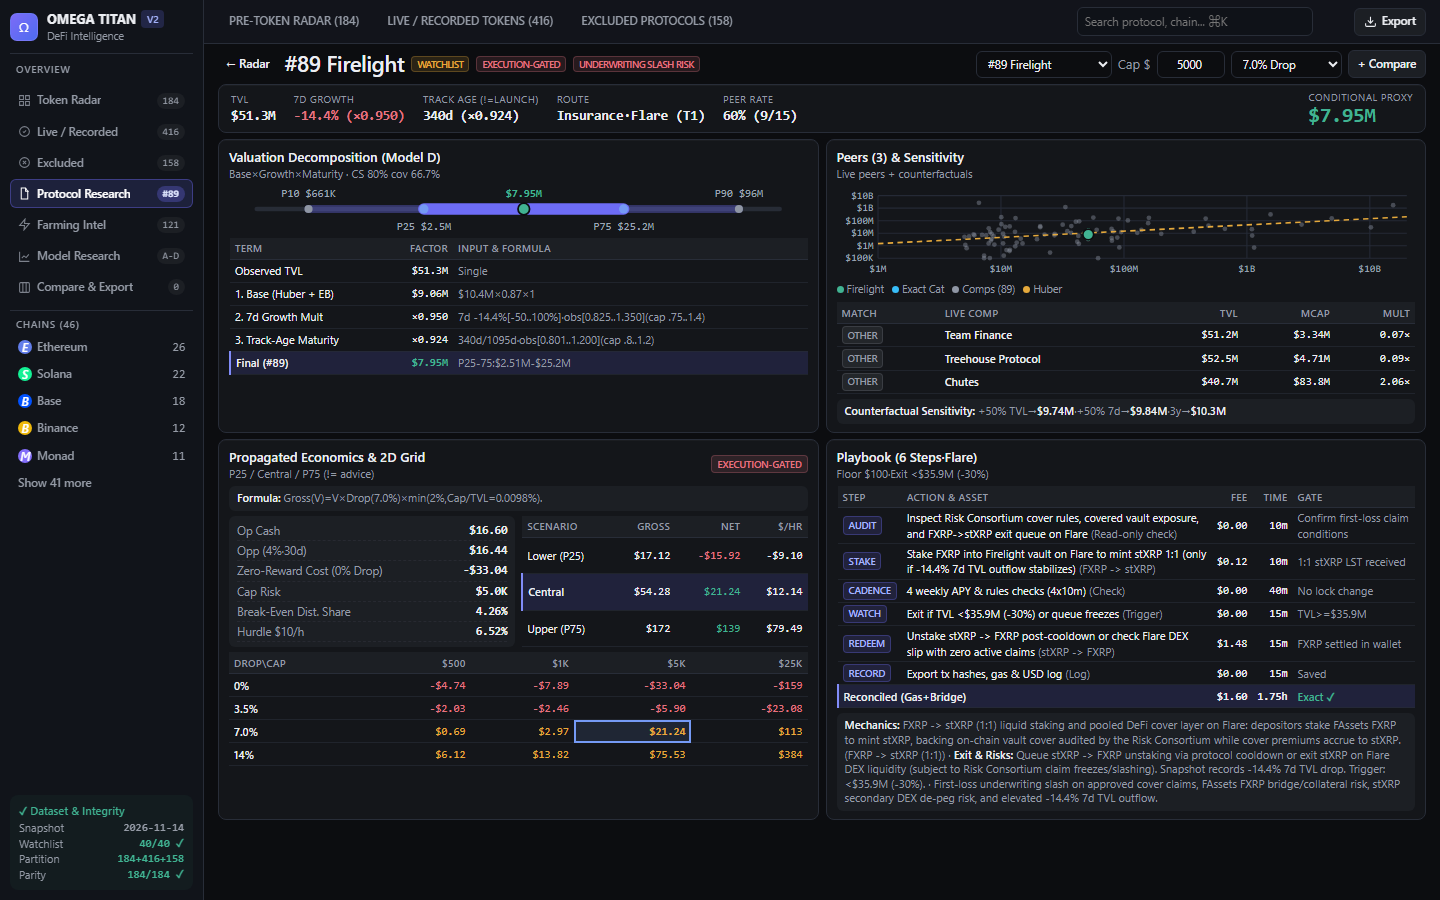 Ω
OMEGA TITAN V2
DeFi Intelligence
OVERVIEW
Token Radar 184
Live / Recorded 416
Excluded 158
Protocol Research #89
Farming Intel 121
Model Research A-D
Compare & Export 0
CHAINS (46)
Ethereum 26
Solana 22
Base 18
Binance 12
Monad 11
Show 41 more
✓ Dataset & Integrity
Snapshot 2026-11-14
Watchlist 40/40 ✓
Partition 184+416+158
Parity 184/184 ✓
PRE-TOKEN RADAR (184) LIVE / RECORDED TOKENS (416) EXCLUDED PROTOCOLS (158)
Search protocol, chain... ⌘K
Export
← Radar #89 Firelight WATCHLIST EXECUTION-GATED UNDERWRITING SLASH RISK
#89 Firelight Cap $ 5000 7.0% Drop + Compare
TVL 7D GROWTH TRACK AGE (!=LAUNCH) ROUTE PEER RATE CONDITIONAL PROXY
$51.3M -14.4% (×0.950) 340d (×0.924) Insurance·Flare (T1) 60% (9/15) $7.95M
Valuation Decomposition (Model D)
Base×Growth×Maturity · CS 80% cov 66.7%
P10 $661K $7.95M P90 $96M
P25 $2.5M P75 $25.2M
TERM FACTOR INPUT & FORMULA
Observed TVL $51.3M Single
1. Base (Huber + EB) $9.06M $10.4M×0.87×1
2. 7d Growth Mult ×0.950 7d -14.4%[-50..100%]·obs[0.825..1.350](cap .75..1.4)
3. Track-Age Maturity ×0.924 340d/1095d·obs[0.801..1.200](cap .8..1.2)
Final (#89) $7.95M P25-75:$2.51M-$25.2M
Peers (3) & Sensitivity
Live peers + counterfactuals
$10B
$1B
$100M
$10M
$1M
$100K
$1M $10M $100M $1B $10B
Firelight Exact Cat Comps (89) Huber
MATCH LIVE COMP TVL MCAP MULT
OTHER Team Finance $51.2M $3.34M 0.07×
OTHER Treehouse Protocol $52.5M $4.71M 0.09×
OTHER Chutes $40.7M $83.8M 2.06×
Counterfactual Sensitivity: +50% TVL→$9.74M·+50% 7d→$9.84M·3y→$10.3M
Propagated Economics & 2D Grid
P25 / Central / P75 (!= advice)
EXECUTION-GATED
Formula: Gross(V)=V×Drop(7.0%)×min(2%,Cap/TVL=0.0098%).
Op Cash $16.60
Opp (4%·30d) $16.44
Zero-Reward Cost (0% Drop) -$33.04
Cap Risk $5.0K
Break-Even Dist. Share 4.26%
Hurdle $10/h 6.52%
SCENARIO GROSS NET $/HR
Lower (P25) $17.12 -$15.92 -$9.10
Central $54.28 $21.24 $12.14
Upper (P75) $172 $139 $79.49
DROP\CAP $500 $1K $5K $25K
0% -$4.74 -$7.89 -$33.04 -$159
3.5% -$2.03 -$2.46 -$5.90 -$23.08
7.0% $0.69 $2.97 $21.24 $113
14% $6.12 $13.82 $75.53 $384
Playbook (6 Steps·Flare)
Floor $100·Exit <$35.9M (-30%)
STEP ACTION & ASSET FEE TIME GATE
AUDIT Inspect Risk Consortium cover rules, covered vault exposure, and FXRP->stXRP exit queue on Flare (Read-only check) $0.00 10m Confirm first-loss claim conditions
STAKE Stake FXRP into Firelight vault on Flare to mint stXRP 1:1 (only if -14.4% 7d TVL outflow stabilizes) (FXRP -> stXRP) $0.12 10m 1:1 stXRP LST received
CADENCE 4 weekly APY & rules checks (4x10m) (Check) $0.00 40m No lock change
WATCH Exit if TVL <$35.9M (-30%) or queue freezes (Trigger) $0.00 15m TVL>=$35.9M
REDEEM Unstake stXRP -> FXRP post-cooldown or check Flare DEX slip with zero active claims (stXRP -> FXRP) $1.48 15m FXRP settled in wallet
RECORD Export tx hashes, gas & USD log (Log) $0.00 15m Saved
Reconciled (Gas+Bridge) $1.60 1.75h Exact ✓
Mechanics: FXRP -> stXRP (1:1) liquid staking and pooled DeFi cover layer on Flare: depositors stake FAssets FXRP
to mint stXRP, backing on-chain vault cover audited by the Risk Consortium while cover premiums accrue to stXRP.
(FXRP -> stXRP (1:1)) · Exit & Risks: Queue stXRP -> FXRP unstaking via protocol cooldown or exit stXRP on Flare
DEX liquidity (subject to Risk Consortium claim freezes/slashing). Snapshot records -14.4% 7d TVL drop. Trigger:
<$35.9M (-30%). · First-loss underwriting slash on approved cover claims, FAssets FXRP bridge/collateral risk, stXRP
secondary DEX de-peg risk, and elevated -14.4% 7d TVL outflow.